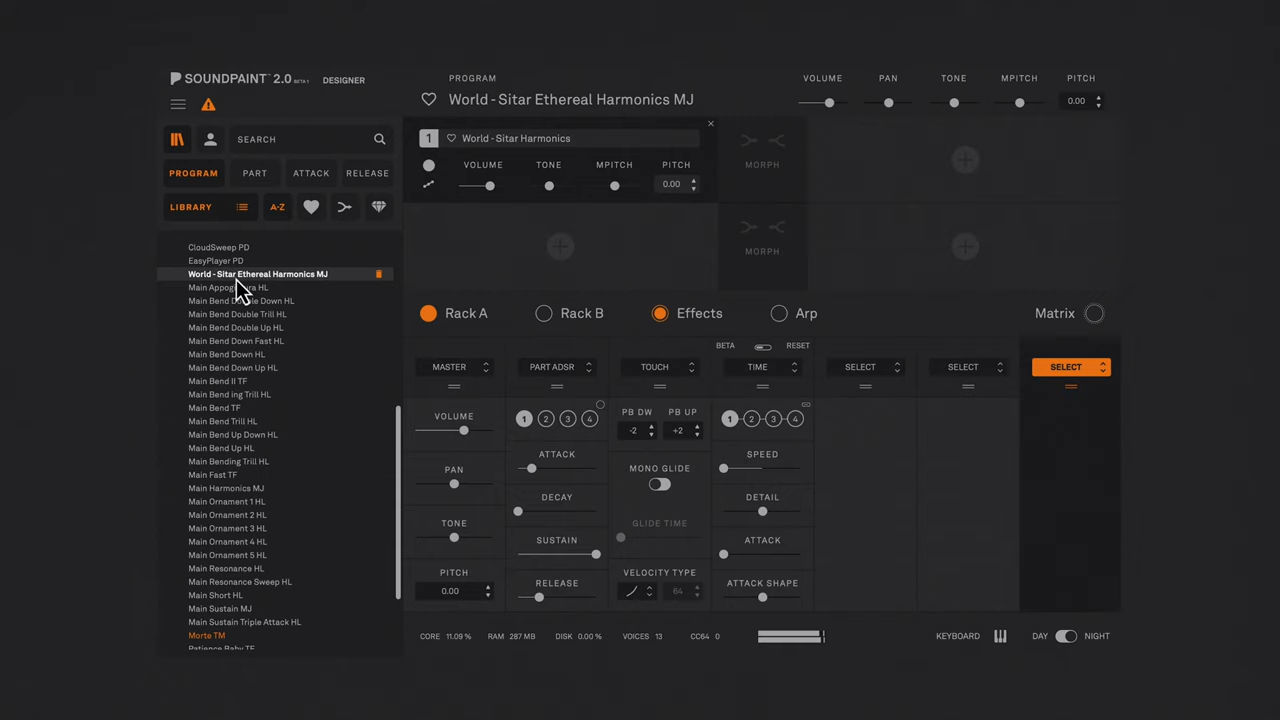 SOUNDPAINT™ 2.0 BETA 1 DESIGNER
PROGRAM
World - Sitar Ethereal Harmonics MJ
VOLUME PAN TONE MPITCH PITCH
0.00
SEARCH
PROGRAM PART ATTACK RELEASE
LIBRARY A-Z
CloudSweep PD
EasyPlayer PD
World - Sitar Ethereal Harmonics MJ
Main Bend Double Trill HL
Main Bend Double Up HL
Main Bend Down Fast HL
Main Bend Down HL
Main Bend Down Up HL
Main Bend II TF
Main Bend ing Trill HL
Main Bend TF
Main Bend Trill HL
Main Bend Up Down HL
Main Bend Up HL
Main Bending Trill HL
Main Fast TF
Main Harmonics MJ
Main Ornament 1 HL
Main Ornament 2 HL
Main Ornament 3 HL
Main Ornament 4 HL
Main Ornament 5 HL
Main Resonance HL
Main Resonance Sweep HL
Main Short HL
Main Sustain MJ
Main Sustain Triple Attack HL
Morte TM
Patience Baby TF
1 World - Sitar Harmonics
VOLUME TONE MPITCH PITCH
0.00
MORPH
MORPH
Rack A Rack B Effects Arp Matrix
BETA RESET
MASTER PART ADSR TOUCH TIME SELECT SELECT SELECT
VOLUME
PAN
TONE
PITCH
0.00
1 2 3 4
ATTACK
DECAY
SUSTAIN
RELEASE
PB DW PB UP
-2 +2
MONO GLIDE
GLIDE TIME
VELOCITY TYPE
64
1 2 3 4
SPEED
DETAIL
ATTACK
ATTACK SHAPE
CORE 11.09 % RAM 287 MB DISK 0.00 % VOICES 13 CC64 0 KEYBOARD DAY NIGHT